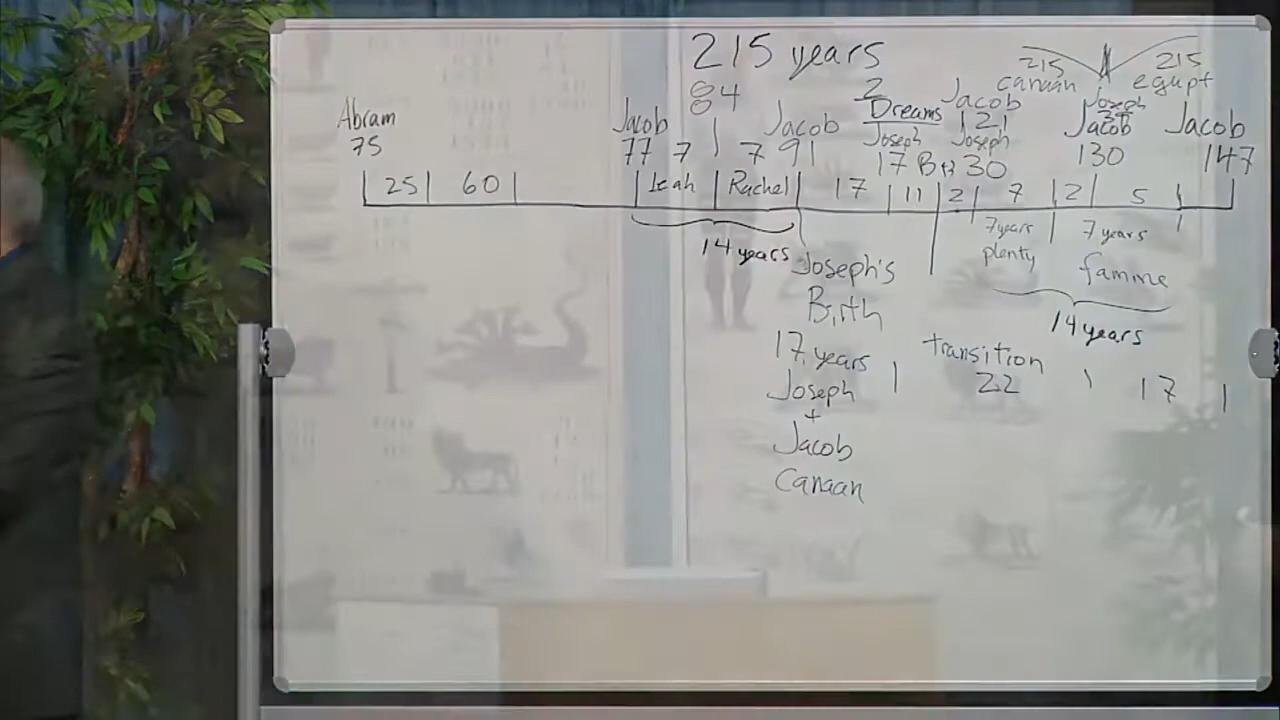 215 years
215 215
canaan egupt
84 2 Jacob Joseph
Abram Jacob Jacob Dreams 121 Jacob Jacob
75 77 7 7 91 Joseph Joseph 130 147
17 30
25 60 Leah Rachel 17 11 2 7 2 5
14 years 7 years 7 years
plenty famine
Joseph's
Birth
14 years
17 years transition
Joseph 22 17
+
Jacob
Canaan